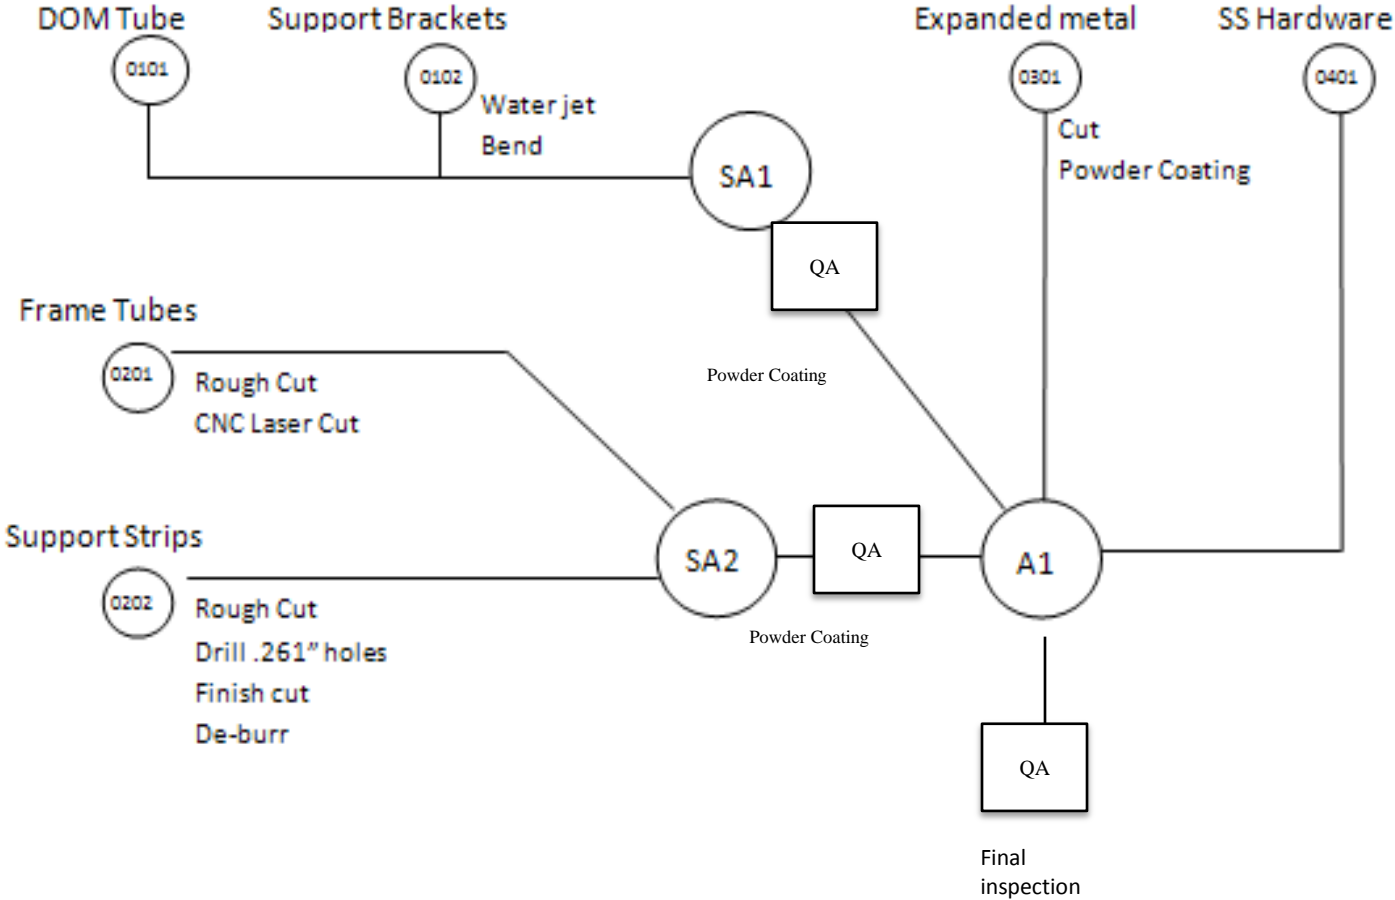 DOM Tube
Support Brackets
Expanded metal
SS Hardware
0101
0102
0301
0401
Water jet
Bend
Cut
Powder Coating
SA1
QA
Frame Tubes
0201
Rough Cut
CNC Laser Cut
Powder Coating
Support Strips
0202
Rough Cut
Drill .261” holes
Finish cut
De-burr
SA2
QA
A1
Powder Coating
QA
Final
inspection